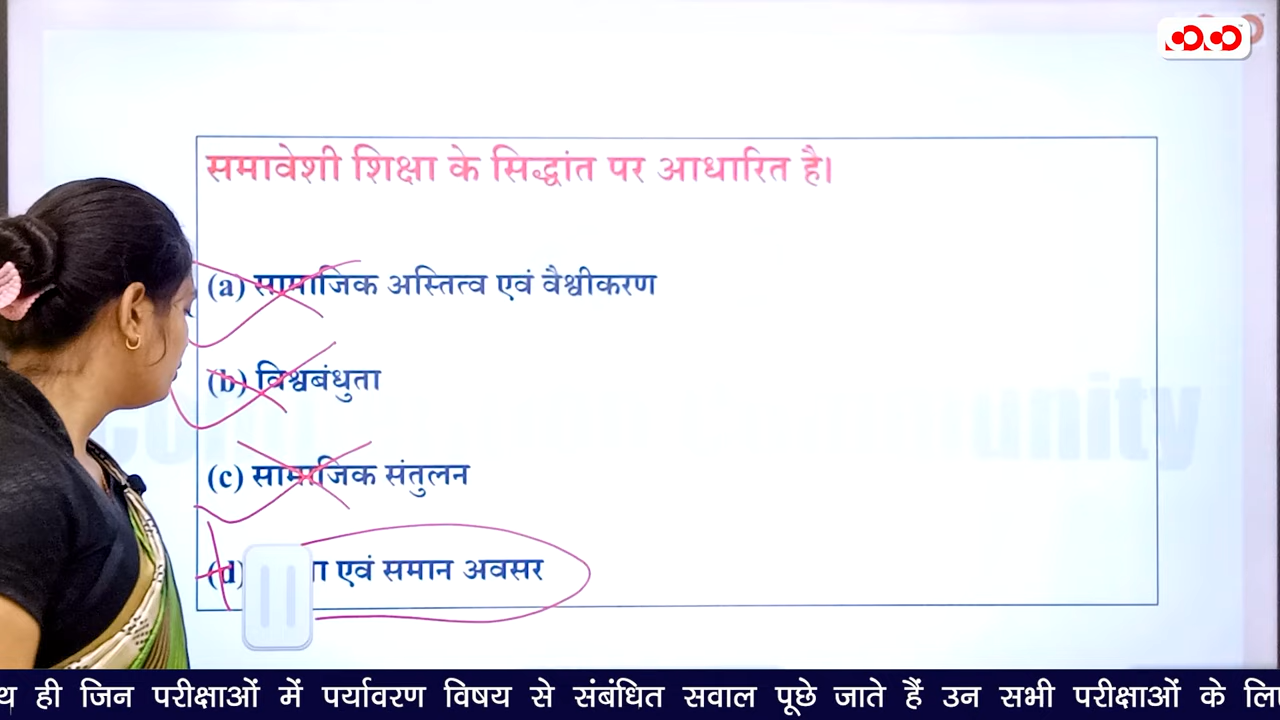 समावेशी शिक्षा के सिद्धांत पर आधारित है।
(a) सामाजिक अस्तित्व एवं वैश्वीकरण
(b) विश्वबंधुता
(c) सामाजिक संतुलन
(d) एवं समान अवसर
ही जिन परीक्षाओं में पर्यावरण विषय से संबंधित सवाल पूछे जाते हैं उन सभी परीक्षाओं के